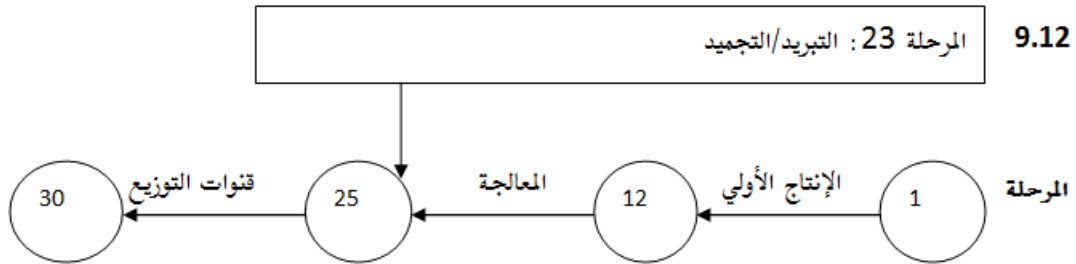 9.12 المرحلة 23: التبريد/التجميد
المرحلة 1 الإنتاج الأولي 12 المعالجة 25 قنوات التوزيع 30